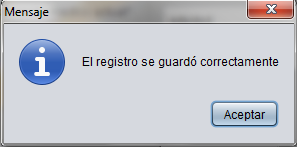 Mensaje
El registro se guardó correctamente
Aceptar